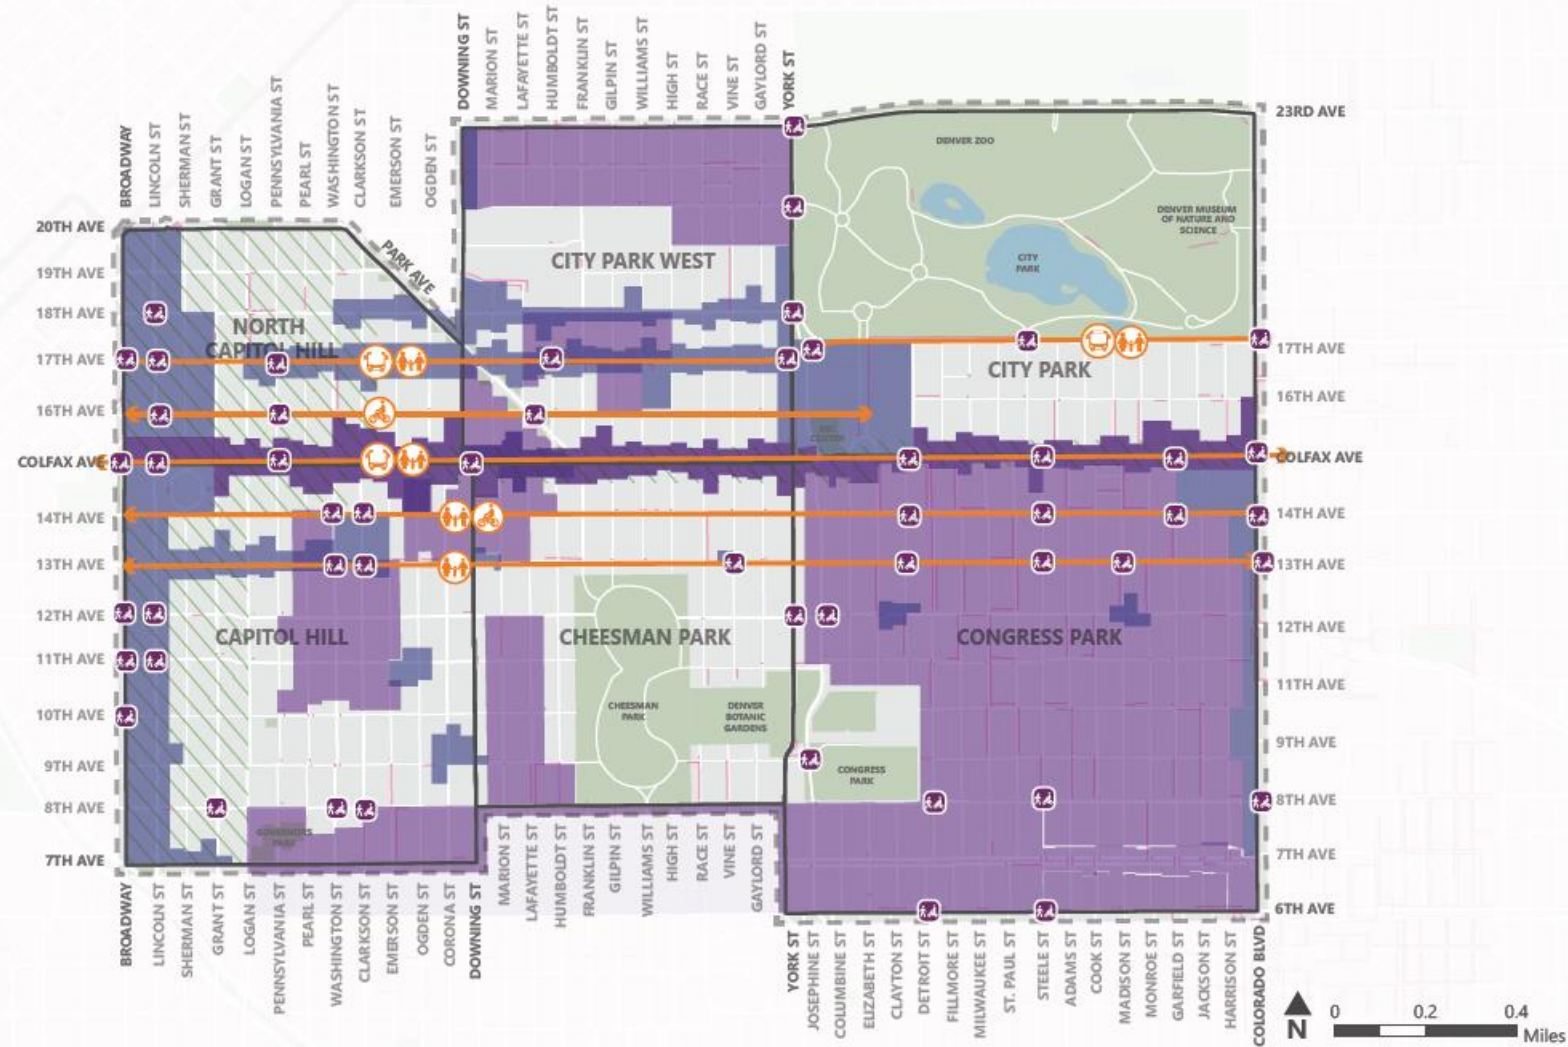 DOWNING ST
MARION ST
LAFAYETTE ST
HUMBOLDT ST
FRANKLIN ST
GILPIN ST
WILLIAMS ST
HIGH ST
RACE ST
VINE ST
GAYLORD ST
YORK ST
BROADWAY
LINCOLN ST
SHERMAN ST
GRANT ST
LOGAN ST
PENNSYLVANIA ST
PEARL ST
WASHINGTON ST
CLARKSON ST
EMERSON ST
OGDEN ST
PARK AVE
20TH AVE
19TH AVE
18TH AVE
17TH AVE
16TH AVE
COLFAX AVE
14TH AVE
13TH AVE
12TH AVE
11TH AVE
10TH AVE
9TH AVE
8TH AVE
7TH AVE
NORTH
CAPITOL HILL
CITY PARK WEST
DENVER ZOO
DENVER MUSEUM
OF NATURE AND
SCIENCE
CITY
PARK
CITY PARK
CAPITOL HILL
CHEESMAN PARK
CONGRESS PARK
CHEESMAN
PARK
DENVER
BOTANIC
GARDENS
CONGRESS
PARK
GOVERNORS
PARK
23RD AVE
17TH AVE
16TH AVE
COLFAX AVE
14TH AVE
13TH AVE
12TH AVE
11TH AVE
9TH AVE
8TH AVE
7TH AVE
6TH AVE
BROADWAY
LINCOLN ST
SHERMAN ST
GRANT ST
LOGAN ST
PENNSYLVANIA ST
PEARL ST
WASHINGTON ST
CLARKSON ST
EMERSON ST
OGDEN ST
CORONA ST
DOWNING ST
MARION ST
LAFAYETTE ST
HUMBOLDT ST
FRANKLIN ST
GILPIN ST
WILLIAMS ST
HIGH ST
RACE ST
VINE ST
GAYLORD ST
YORK ST
JOSEPHINE ST
COLUMBINE ST
ELIZABETH ST
CLAYTON ST
DETROIT ST
FILLMORE ST
MILWAUKEE ST
ST. PAUL ST
STEELE ST
ADAMS ST
COOK ST
MADISON ST
MONROE ST
GARFIELD ST
JACKSON ST
HARRISON ST
COLORADO BLVD
N
0 0.2 0.4
Miles